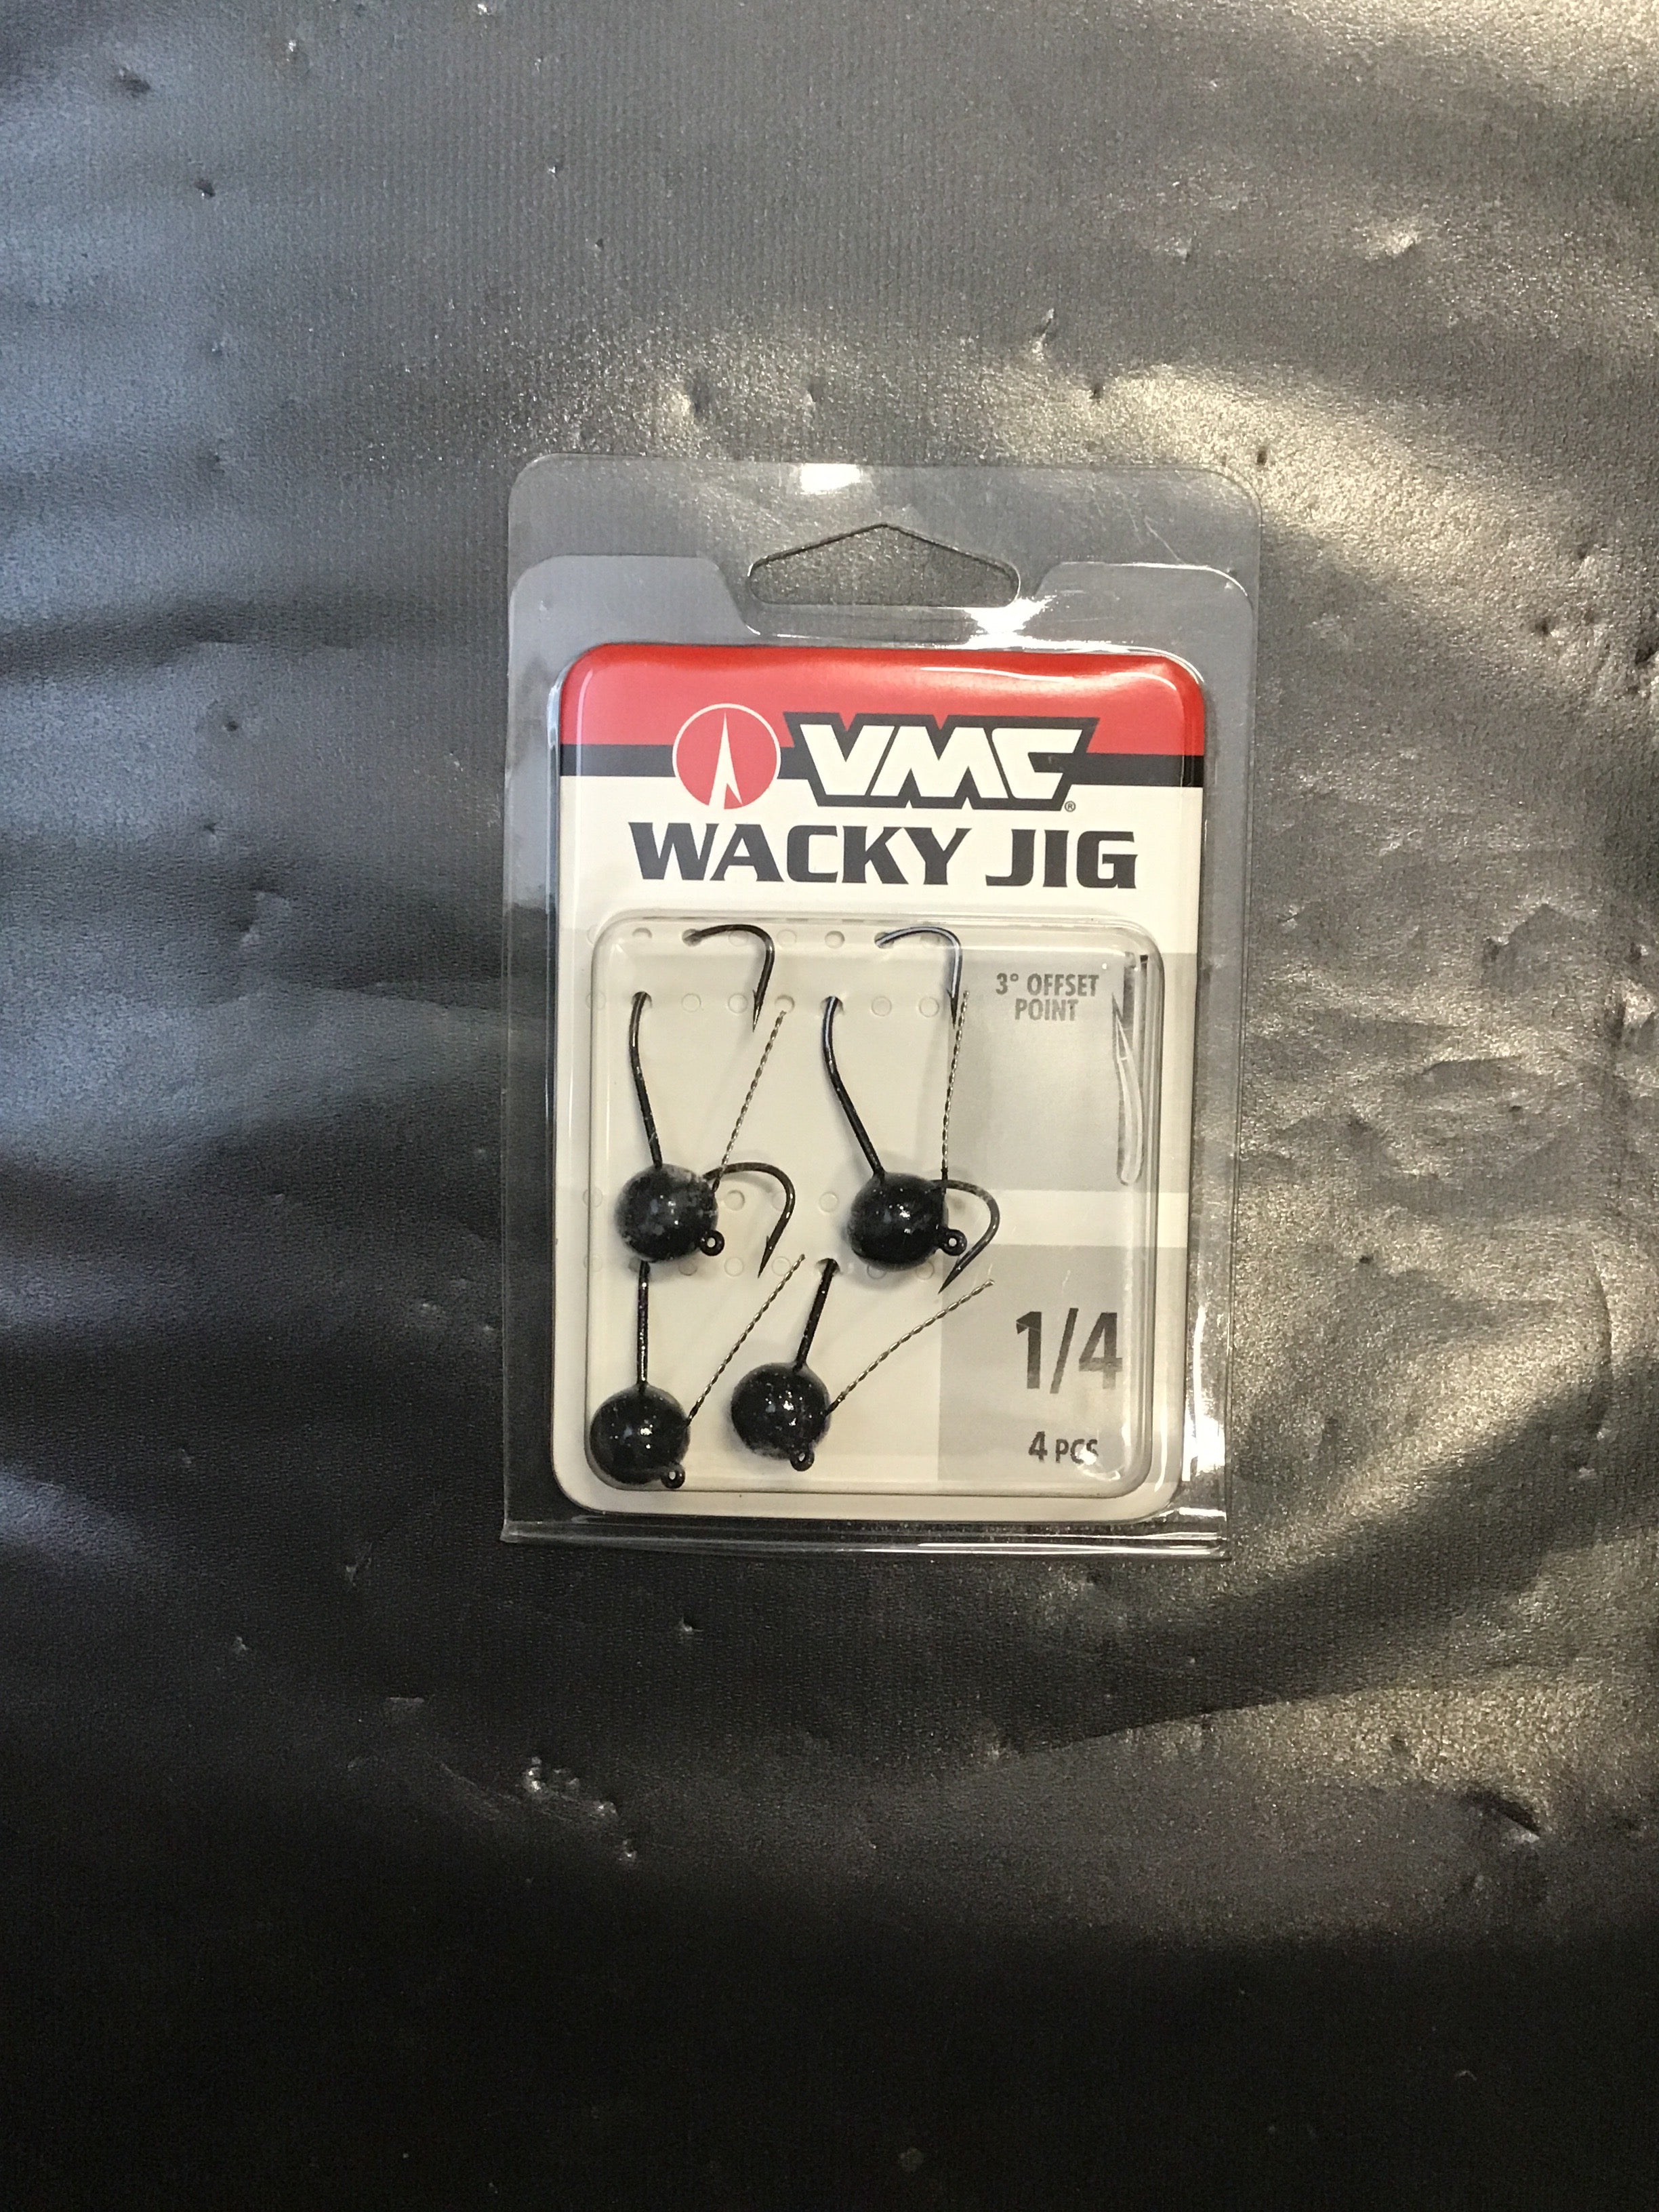 VMC®
WACKY JIG
3° OFFSET
POINT
1/4
4 PCS